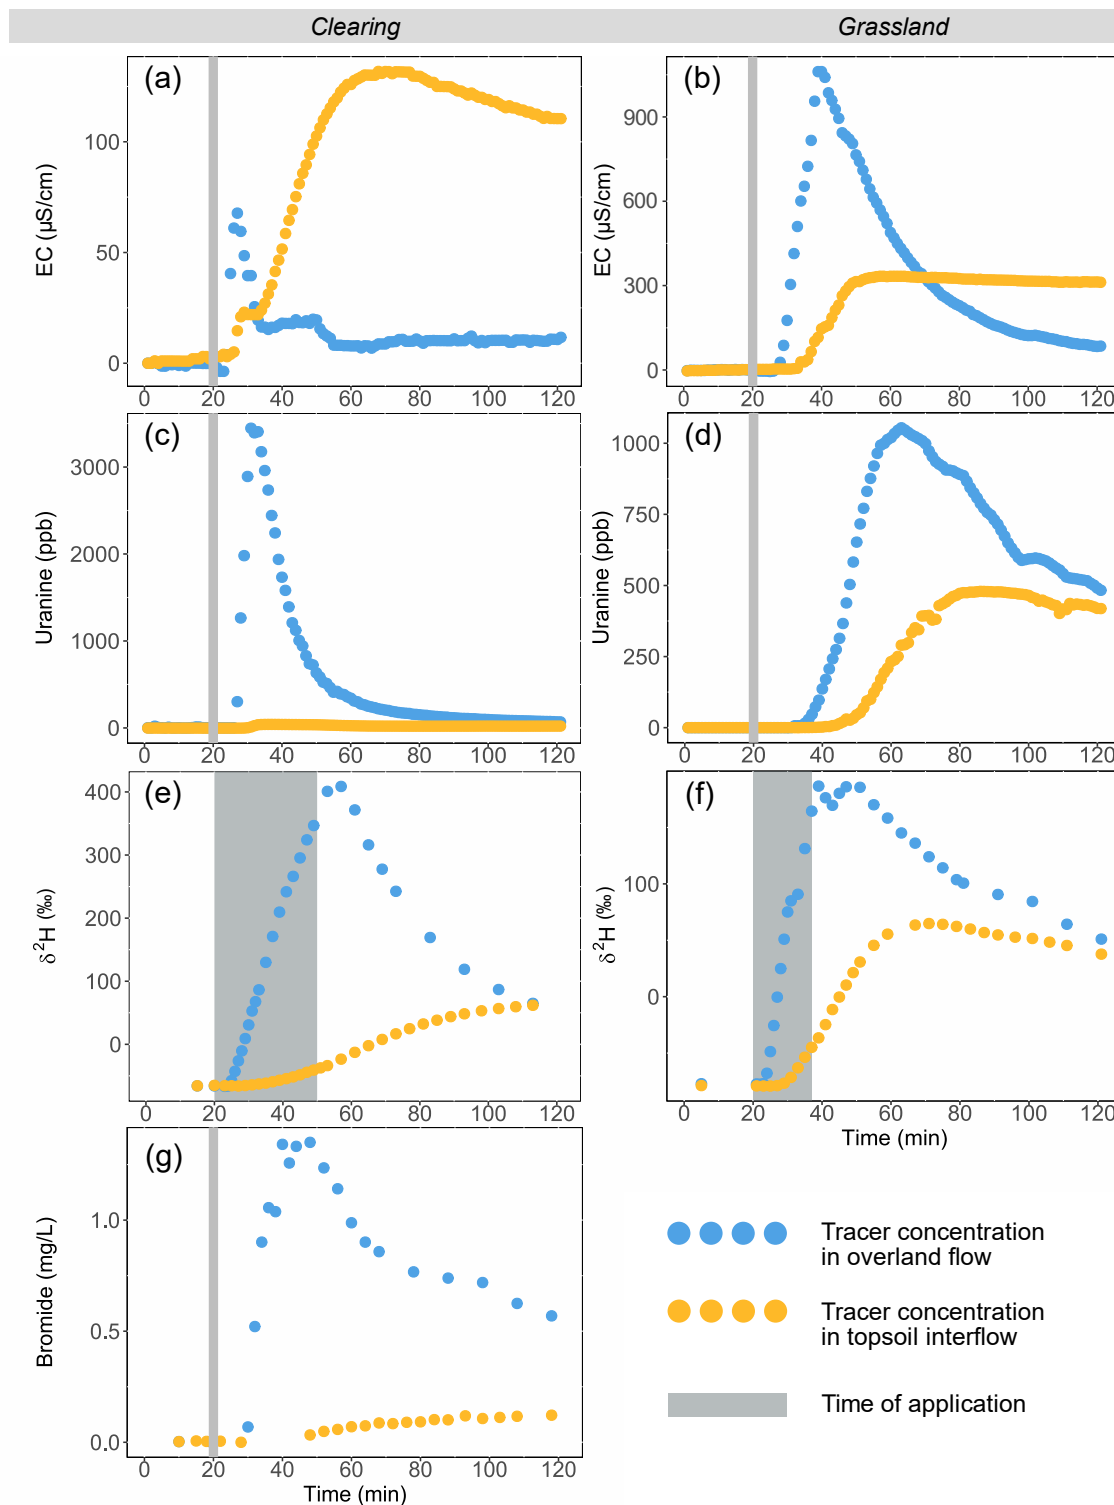 Clearing
Grassland
(a)
EC (µS/cm)
100
50
0
0 20 40 60 80 100 120
(b)
EC (µS/cm)
900
600
300
0
0 20 40 60 80 100 120
(c)
Uranine (ppb)
3000
2000
1000
0
0 20 40 60 80 100 120
(d)
Uranine (ppb)
1000
750
500
250
0
0 20 40 60 80 100 120
(e)
δ²H (‰)
400
300
400
100
0
0 20 40 60 80 100 120
(f)
δ²H (‰)
100
0
0 20 40 60 80 100 120
Time (min)
(g)
Bromide (mg/L)
1.0
0.5
0.0
0 20 40 60 80 100 120
Time (min)
Tracer concentration
in overland flow
Tracer concentration
in topsoil interflow
Time of application